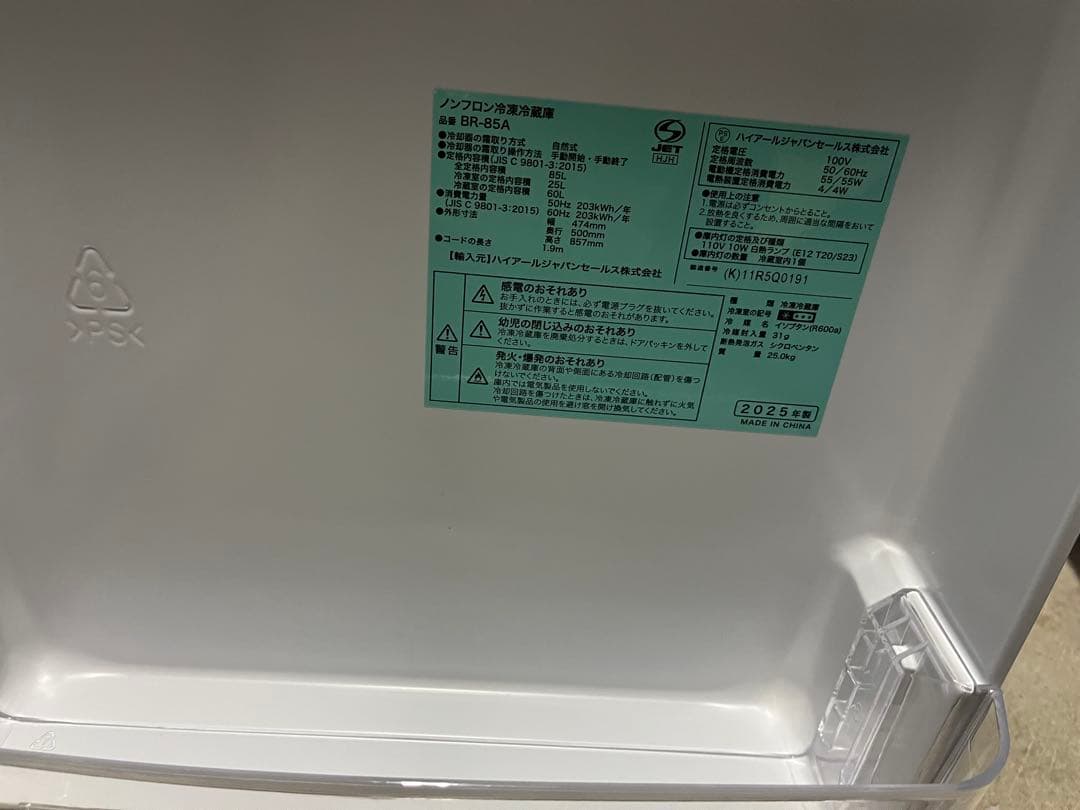 ノンフロン冷凍冷蔵庫
品番 BR-85A
●冷却器の霜取り方式 自然式
●冷却器の霜取り操作方法 手動開始・手動終了
●定格内容積(JIS C 9801-3:2015)
全定格内容積 85L
冷凍室の定格内容積 25L
冷蔵室の定格内容積 60L
●消費電力量 50Hz 203kWh/年
(JIS C 9801-3:2015) 60Hz 203kWh/年
●外形寸法 幅 474mm
奥行 500mm
高さ 857mm
●コードの長さ 1.9m
【輸入元】ハイアールジャパンセールス株式会社
JET
HJH
PS
E
ハイアールジャパンセールス株式会社
定格電圧 100V
定格周波数 50/60Hz
電動機定格消費電力 55/55W
電熱装置定格消費電力 4/4W
●使用上の注意
1.電源は必ずコンセントからとること。
2.放熱を良くするため、周囲に適当な間隔をおいて
設置すること。
●庫内灯の定格及び種類
110V 10W 白熱ランプ (E12 T20/S23)
●庫内灯の数量 冷蔵室内1個
製造番号 (K)11R5Q0191
警告
感電のおそれあり
お手入れのときには、必ず電源プラグを抜いてください。
抜かずに作業すると感電のおそれがあります。
幼児の閉じ込めのおそれあり
冷凍冷蔵庫を廃棄処分するときは、ドアパッキンを外して
ください。
発火・爆発のおそれあり
冷凍冷蔵庫の背面や側面にある冷却回路(配管)を傷つ
けないでください。
庫内では電気製品を使用しないでください。
冷却回路を傷つけたときは、冷凍冷蔵庫に触れずに火気
や電気製品の使用を避け窓を開け換気してください。
種類 冷凍冷蔵庫
冷凍室の記号
冷媒名 イソブタン(R600a)
冷媒封入量 31g
断熱発泡ガス シクロペンタン
質量 25.0kg
2025年製
MADE IN CHINA
6
>PS<